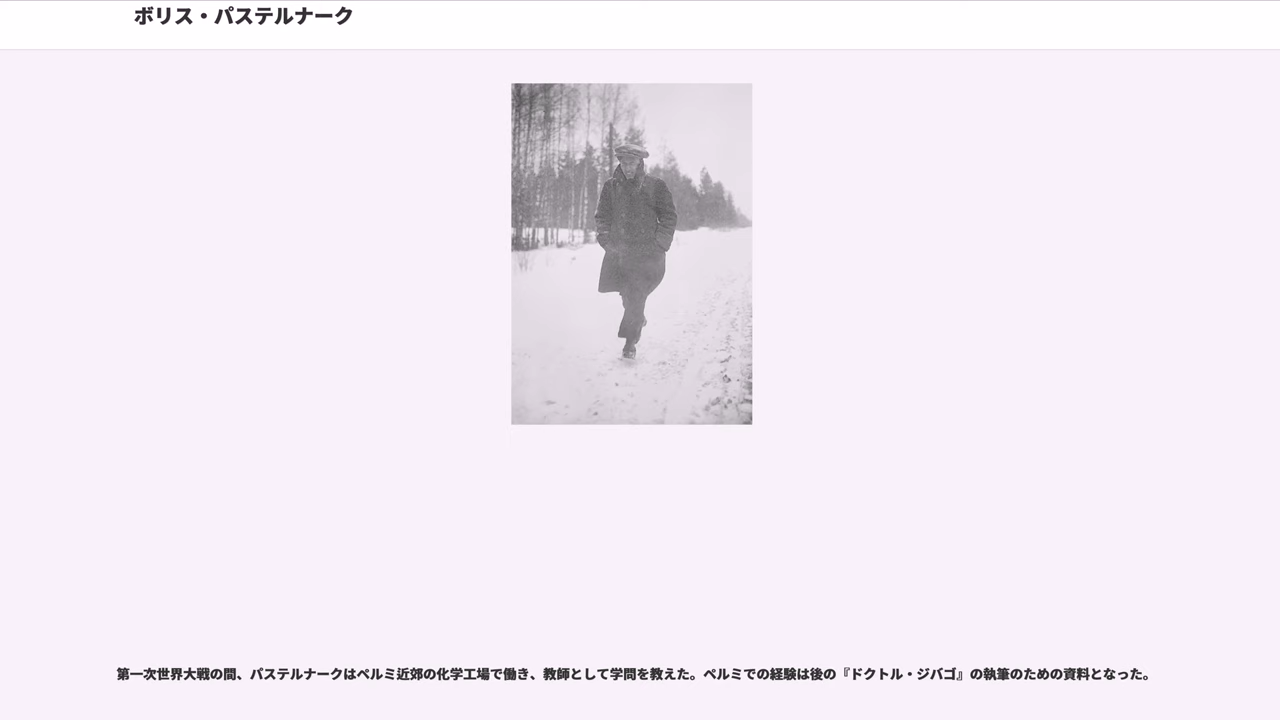 ボリス・パステルナーク
第一次世界大戦の間、パステルナークはペルミ近郊の化学工場で働き、教師として学問を教えた。ペルミでの経験は後の『ドクトル・ジバゴ』の執筆のための資料となった。